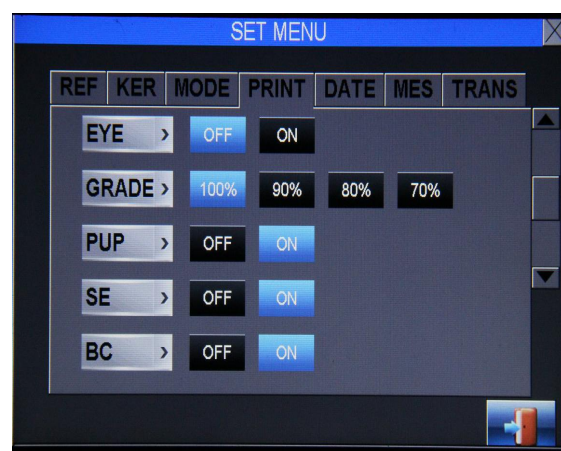 SET MENU
REF KER MODE PRINT DATE MES TRANS
EYE > OFF ON
GRADE > 100% 90% 80% 70%
PUP > OFF ON
SE > OFF ON
BC > OFF ON